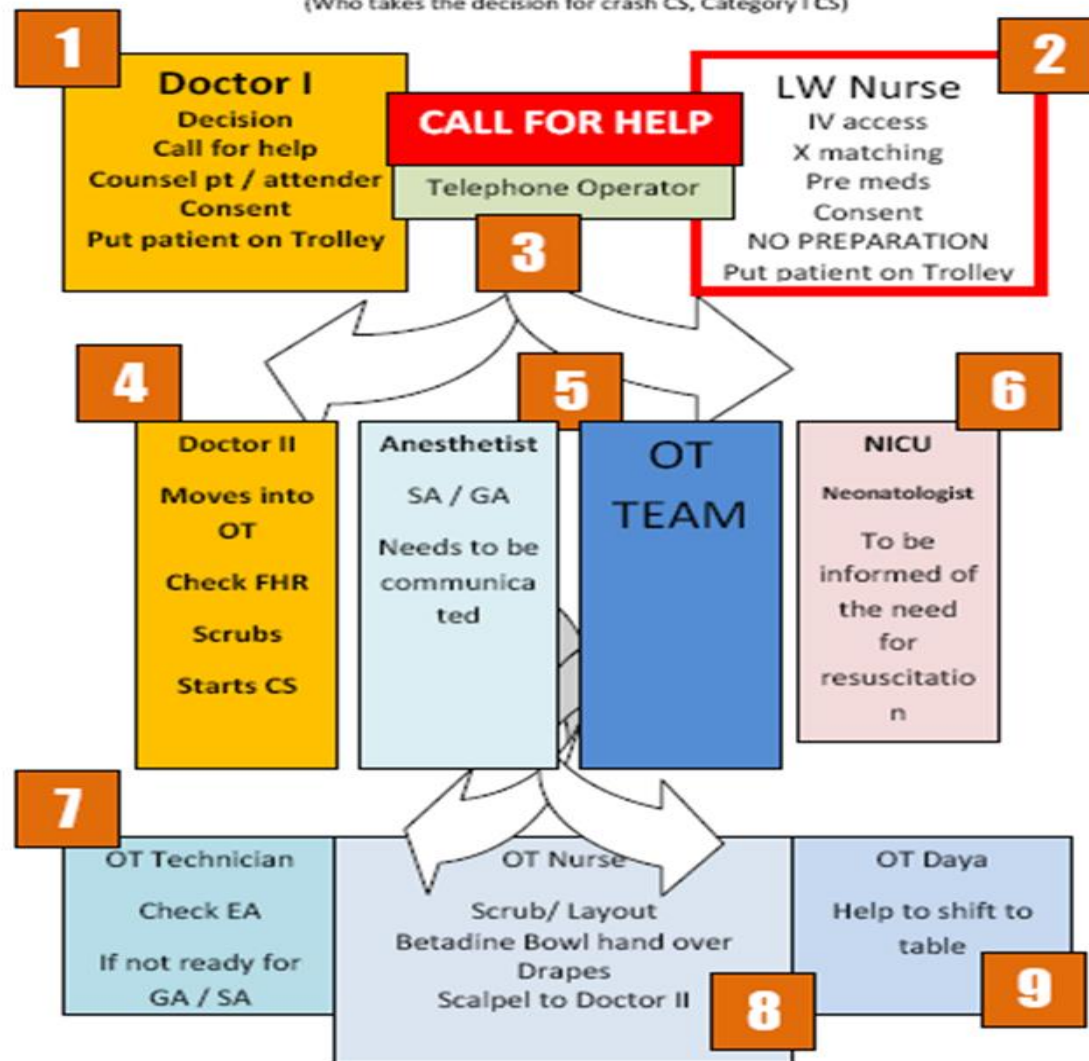 (Who takes the decision for crash CS, Category I CS)
1
Doctor I
Decision
Call for help
Counsel pt / attender
Consent
Put patient on Trolley
CALL FOR HELP
Telephone Operator
3
2
LW Nurse
IV access
X matching
Pre meds
Consent
NO PREPARATION
Put patient on Trolley
4
Doctor II
Moves into
OT
Check FHR
Scrubs
Starts CS
5
Anesthetist
SA / GA
Needs to be
communica
ted
OT
TEAM
6
NICU
Neonatologist
To be
informed of
the need
for
resuscitatio
n
7
OT Technician
Check EA
If not ready for
GA / SA
OT Nurse
Scrub/ Layout
Betadine Bowl hand over
Drapes
Scalpel to Doctor II
8
OT Daya
Help to shift to
table
9